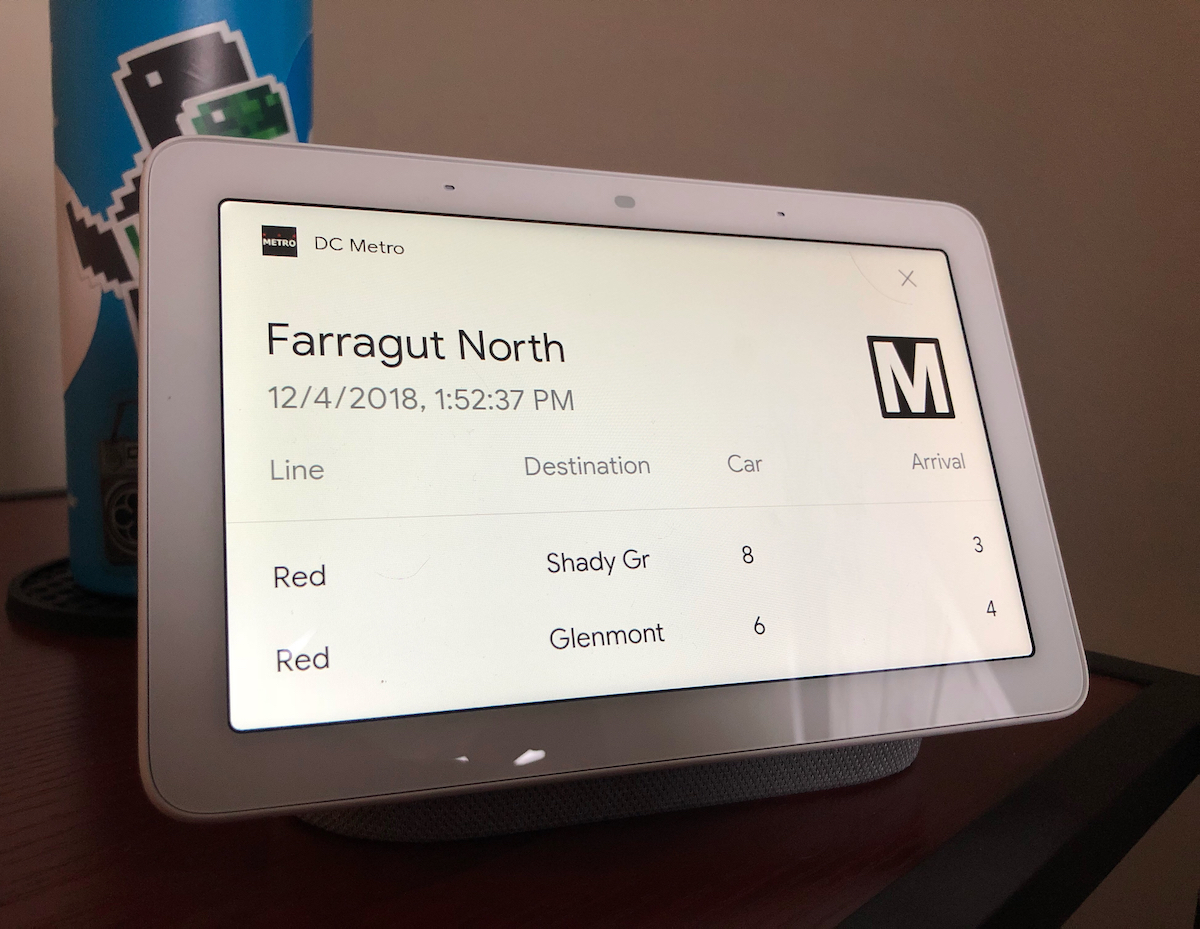 METRO DC Metro
Farragut North
12/4/2018, 1:52:37 PM
M
Line Destination Car Arrival
Red Shady Gr 8 3
Red Glenmont 6 4